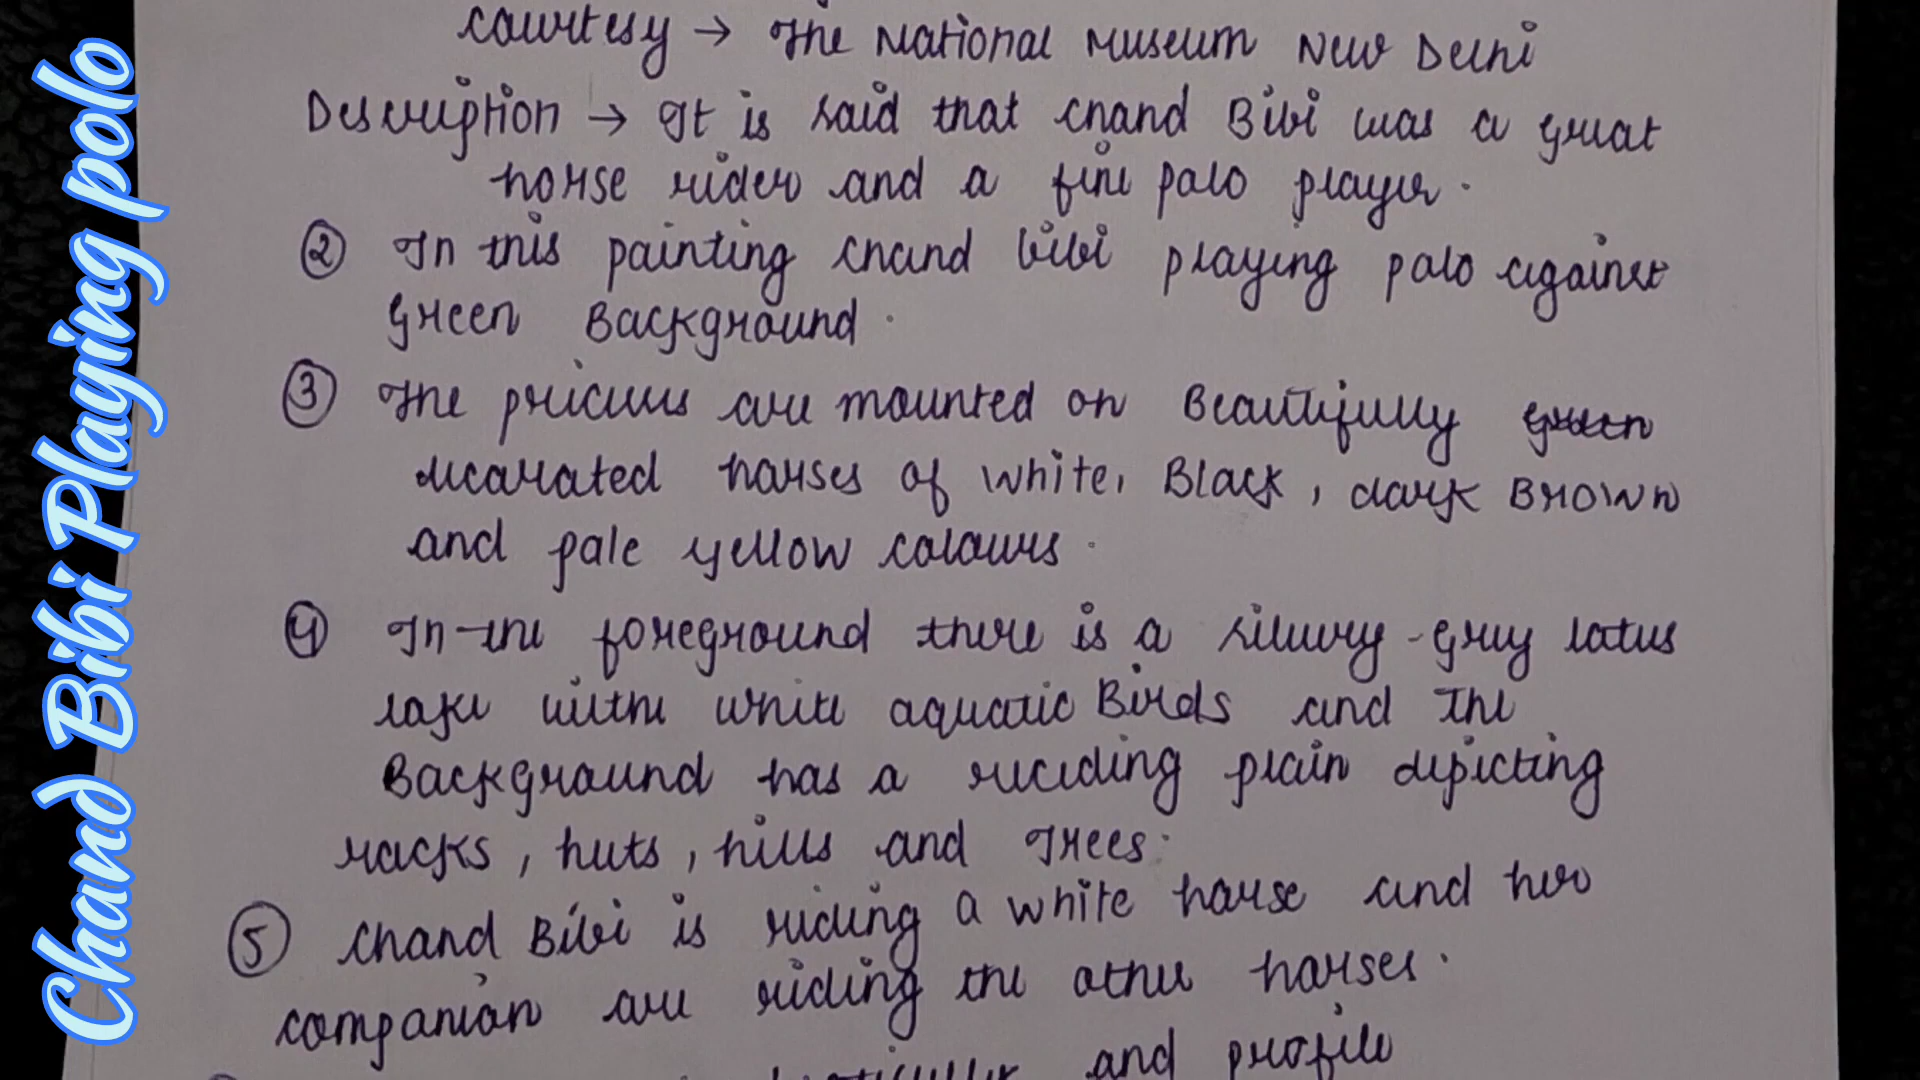 Chand Bibi Playing polo
courtesy → The National Museum New Delhi
Description → It is said that chand Bibi was a great
horse rider and a fine polo player.
② In this painting chand bibi playing polo against
green Background.
③ The are mounted on Beautifully green
decorated horses of white, Black, dark Brown
and pale yellow colours.
④ In the foreground there is a silvery-grey lotus
lake with white aquatic Birds and The
Background has a receding plain depicting
rocks, huts, hills and Trees.
⑤ chand Bibi is riding a white horse and her
companion are riding the other horses.
and profile